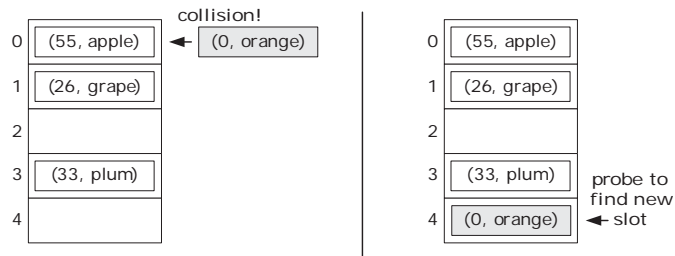 collision!
0 (55, apple) (0, orange)
1 (26, grape)
2
3 (33, plum)
4
0 (55, apple)
1 (26, grape)
2
3 (33, plum)
4 (0, orange)
probe to
find new
slot